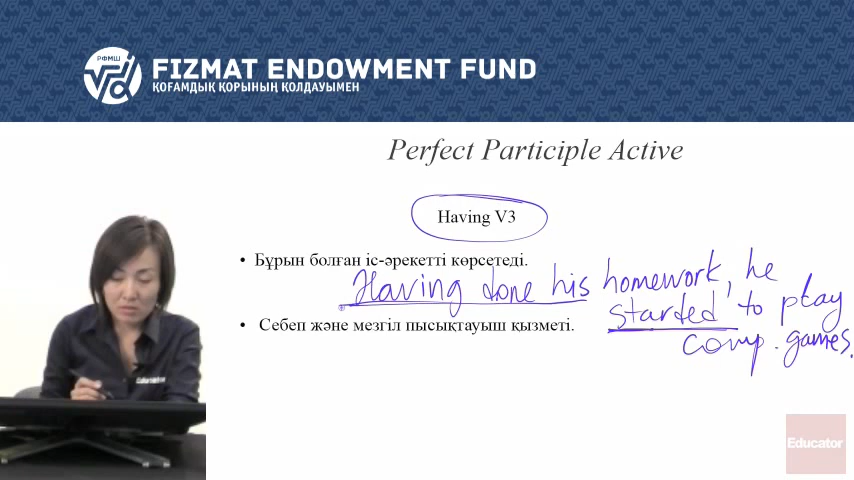 РФМШ
FIZMAT ENDOWMENT FUND
ҚОҒАМДЫҚ ҚОРЫНЫҢ ҚОЛДАУЫМЕН
Perfect Participle Active
Having V3
• Бұрын болған іс-әрекетті көрсетеді.
Having done his homework, he
started to play
comp. games.
• Себеп және мезгіл пысықтауыш қызметі.
Educator